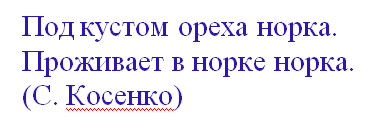 Под кустом ореха норка.
Проживает в норке норка.
(С. Косенко)